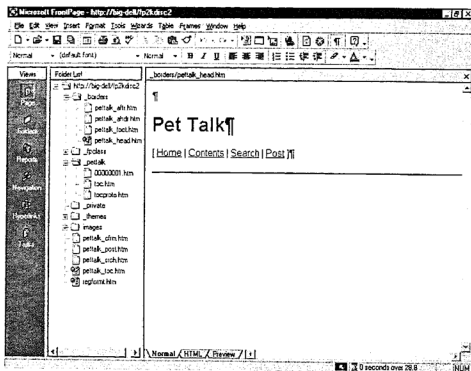 Microsoft FrontPage - http://big-dell/fp2kdisc2
File Edit View Insert Format Tools Wizards Table Frames Window Help
Normal (default font) Normal B I U A
Views
Folder List
_borders/pettalk_head.htm
Page
Folders
Reports
Navigation
Hyperlinks
Tasks
http://big-dell/fp2kdisc2
_borders
pettalk_aftr.htm
pettalk_ahdr.htm
pettalk_foot.htm
pettalk_head.htm
_fpclass
_pettalk
00000001.htm
toc.htm
tocproto.htm
_private
_themes
images
pettalk_cfrm.htm
pettalk_post.htm
pettalk_srch.htm
pettalk_toc.htm
regform1.htm
¶
Pet Talk¶
[ Home | Contents | Search | Post ]¶
Normal HTML Preview
0 seconds over 28.8 NUM